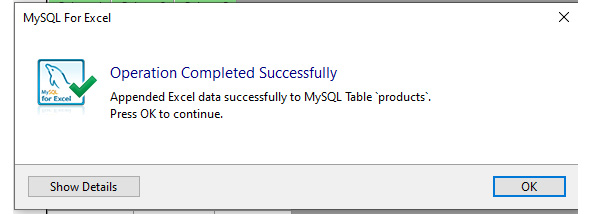 MySQL For Excel
Operation Completed Successfully
MySQL
for Excel
Appended Excel data successfully to MySQL Table `products`.
Press OK to continue.
Show Details
OK